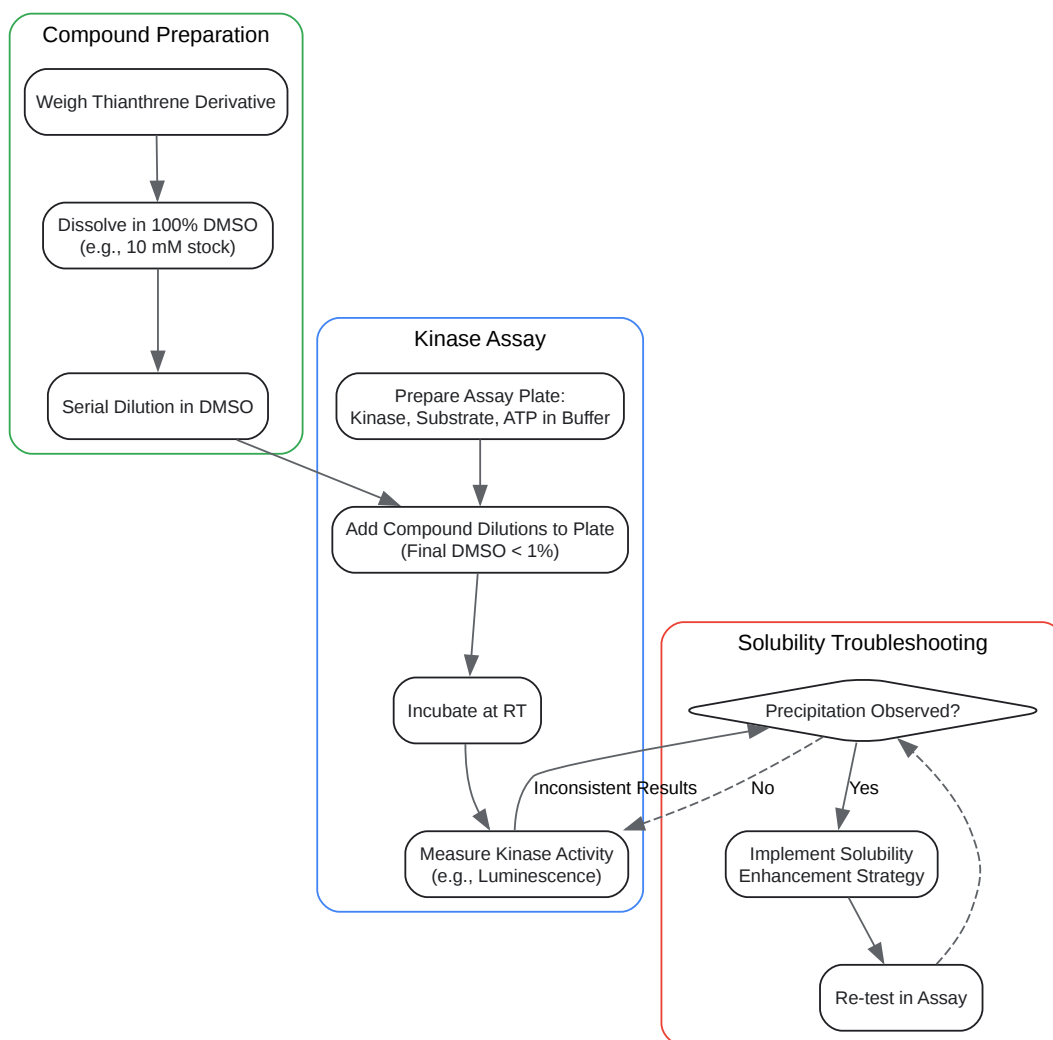 Compound Preparation
Weigh Thianthrene Derivative
Dissolve in 100% DMSO
(e.g., 10 mM stock)
Serial Dilution in DMSO
Kinase Assay
Prepare Assay Plate:
Kinase, Substrate, ATP in Buffer
Add Compound Dilutions to Plate
(Final DMSO < 1%)
Incubate at RT
Measure Kinase Activity
(e.g., Luminescence)
Inconsistent Results
Solubility Troubleshooting
Precipitation Observed?
No
Yes
Implement Solubility
Enhancement Strategy
Re-test in Assay